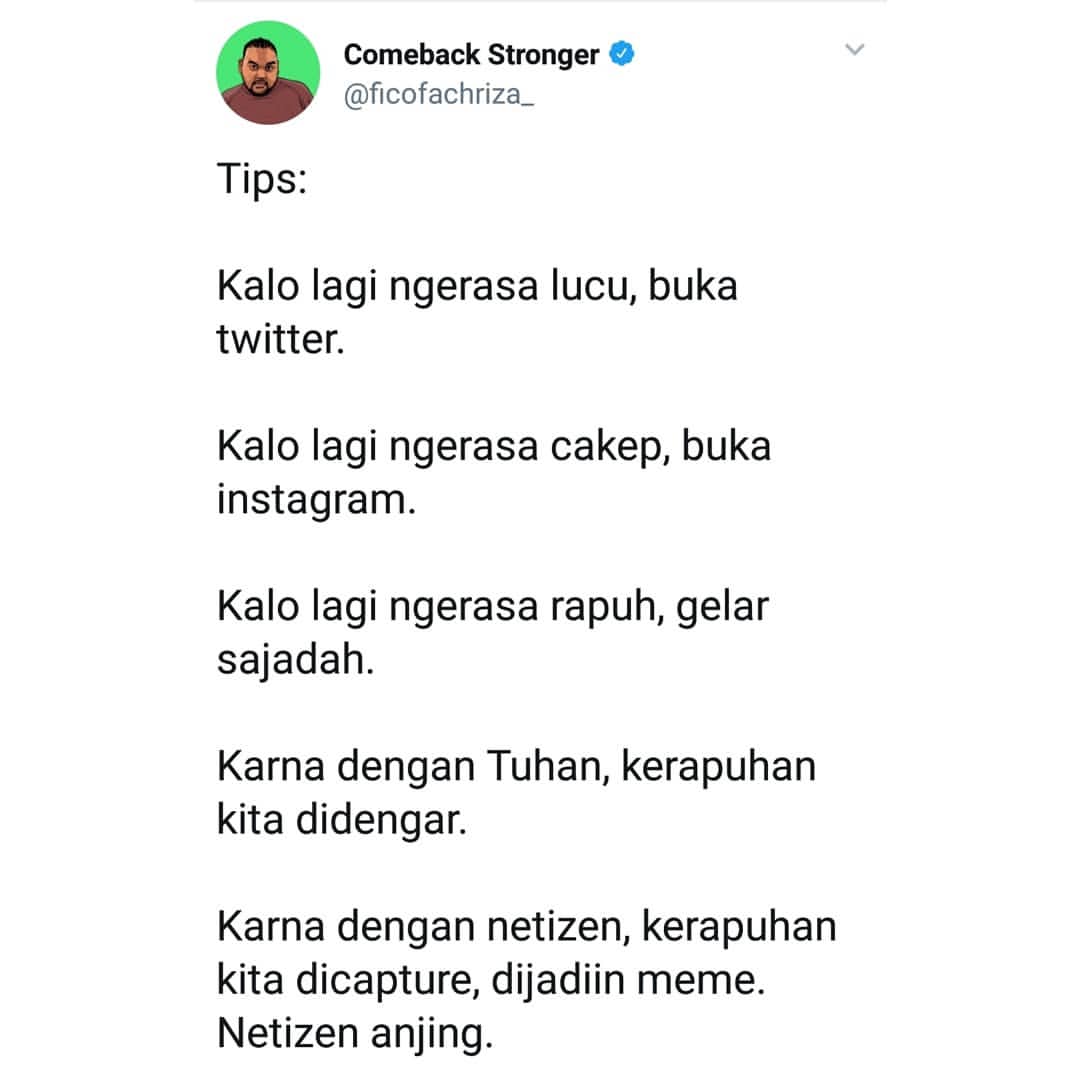 Comeback Stronger
@ficofachriza_
Tips:
Kalo lagi ngerasa lucu, buka
twitter.
Kalo lagi ngerasa cakep, buka
instagram.
Kalo lagi ngerasa rapuh, gelar
sajadah.
Karna dengan Tuhan, kerapuhan
kita didengar.
Karna dengan netizen, kerapuhan
kita dicapture, dijadiin meme.
Netizen anjing.